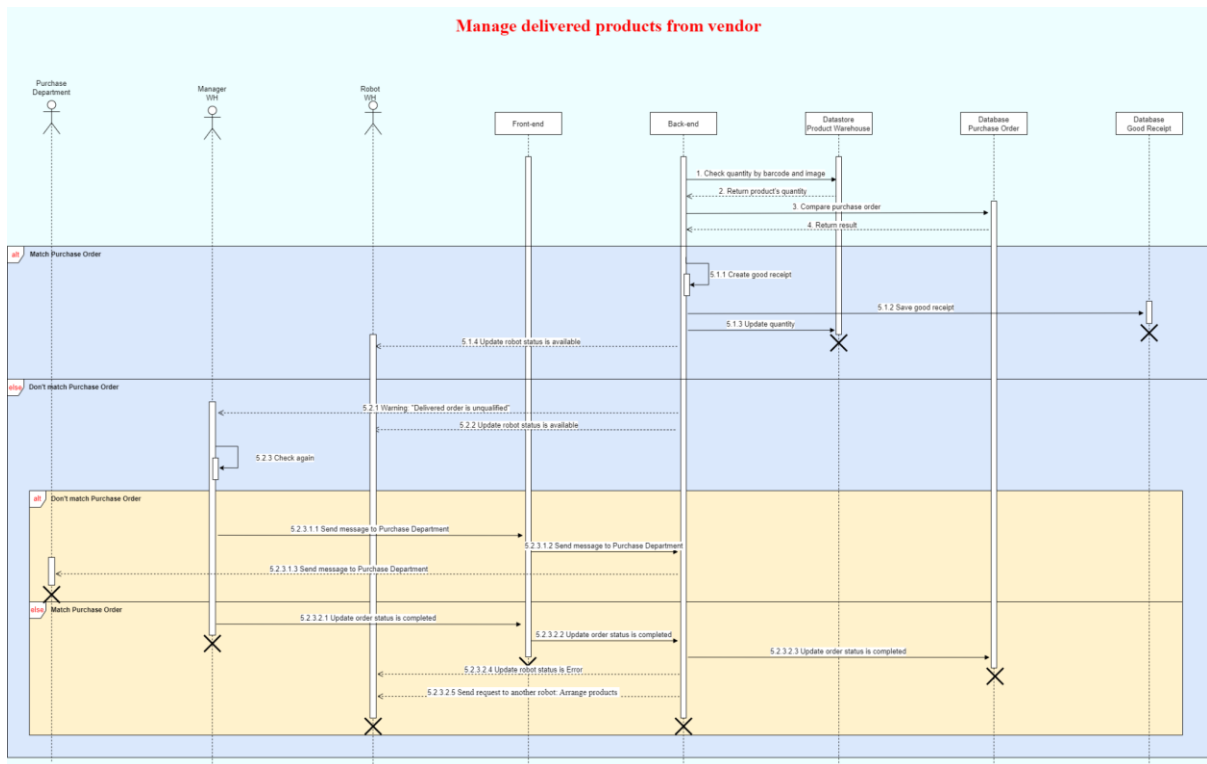 Manage delivered products from vendor
Purchase
Department
Manager
WH
Robot
WH
Front-end
Back-end
Datastore
Product Warehouse
Database
Purchase Order
Database
Good Receipt
1. Check quantity by barcode and image
2. Return product's quantity
3. Compare purchase order
4. Return result
alt
Match Purchase Order
5.1.1 Create good receipt
5.1.2 Save good receipt
5.1.3 Update quantity
5.1.4 Update robot status is available
else
Don't match Purchase Order
5.2.1 Warning: "Delivered order is unqualified"
5.2.2 Update robot status is available
5.2.3 Check again
alt
Don't match Purchase Order
5.2.3.1.1 Send message to Purchase Department
5.2.3.1.2 Send message to Purchase Department
5.2.3.1.3 Send message to Purchase Department
else
Match Purchase Order
5.2.3.2.1 Update order status is completed
5.2.3.2.2 Update order status is completed
5.2.3.2.3 Update order status is completed
5.2.3.2.4 Update robot status is Error
5.2.3.2.5 Send request to another robot: Arrange products